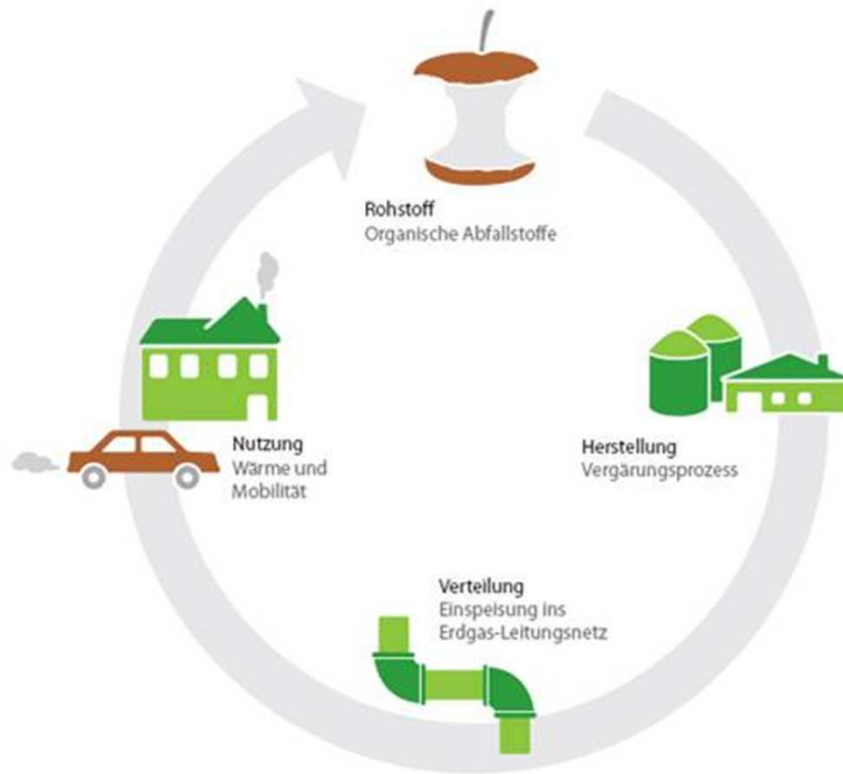 Rohstoff
Organische Abfallstoffe
Herstellung
Vergärungsprozess
Verteilung
Einspeisung ins
Erdgas-Leitungsnetz
Nutzung
Wärme und
Mobilität